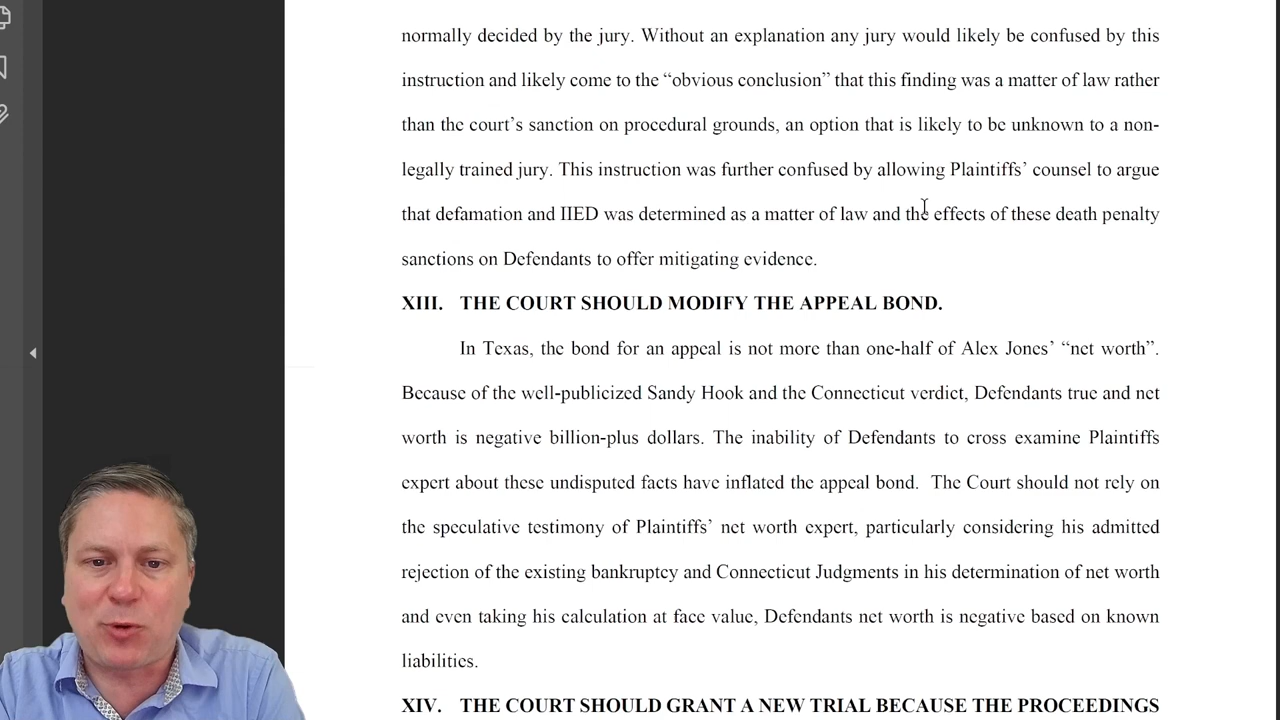 normally decided by the jury. Without an explanation any jury would likely be confused by this
instruction and likely come to the “obvious conclusion” that this finding was a matter of law rather
than the court’s sanction on procedural grounds, an option that is likely to be unknown to a non-
legally trained jury. This instruction was further confused by allowing Plaintiffs’ counsel to argue
that defamation and IIED was determined as a matter of law and the effects of these death penalty
sanctions on Defendants to offer mitigating evidence.
XIII. THE COURT SHOULD MODIFY THE APPEAL BOND.
In Texas, the bond for an appeal is not more than one-half of Alex Jones’ “net worth”.
Because of the well-publicized Sandy Hook and the Connecticut verdict, Defendants true and net
worth is negative billion-plus dollars. The inability of Defendants to cross examine Plaintiffs
expert about these undisputed facts have inflated the appeal bond. The Court should not rely on
the speculative testimony of Plaintiffs’ net worth expert, particularly considering his admitted
rejection of the existing bankruptcy and Connecticut Judgments in his determination of net worth
and even taking his calculation at face value, Defendants net worth is negative based on known
liabilities.
XIV. THE COURT SHOULD GRANT A NEW TRIAL BECAUSE THE PROCEEDINGS